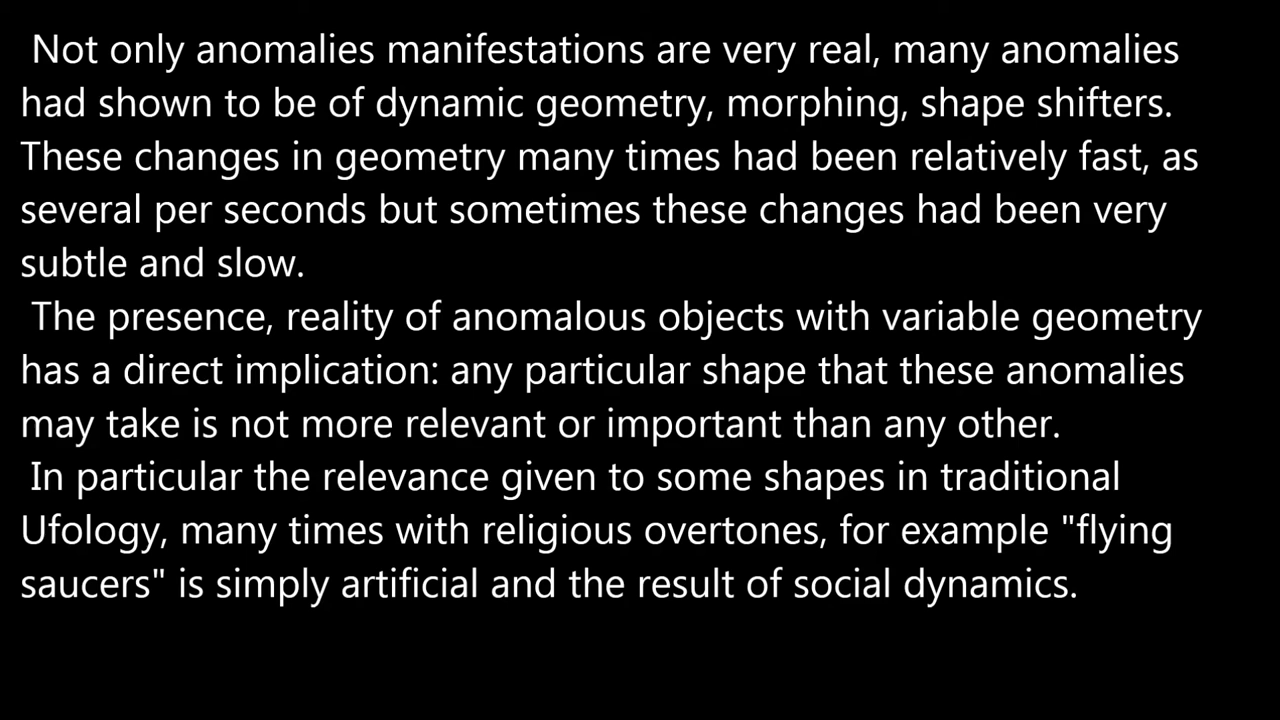 Not only anomalies manifestations are very real, many anomalies
had shown to be of dynamic geometry, morphing, shape shifters.
These changes in geometry many times had been relatively fast, as
several per seconds but sometimes these changes had been very
subtle and slow.
The presence, reality of anomalous objects with variable geometry
has a direct implication: any particular shape that these anomalies
may take is not more relevant or important than any other.
In particular the relevance given to some shapes in traditional
Ufology, many times with religious overtones, for example "flying
saucers" is simply artificial and the result of social dynamics.